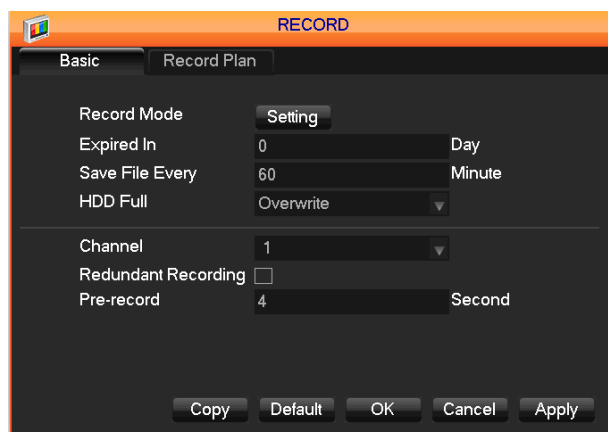 RECORD
Basic Record Plan
Record Mode Setting
Expired In 0 Day
Save File Every 60 Minute
HDD Full Overwrite
Channel 1
Redundant Recording
Pre-record 4 Second
Copy Default OK Cancel Apply